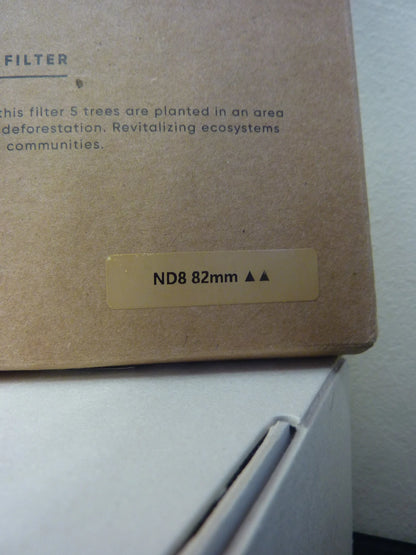 FILTER
this filter 5 trees are planted in an area
deforestation. Revitalizing ecosystems
communities.
ND8 82mm ▲▲